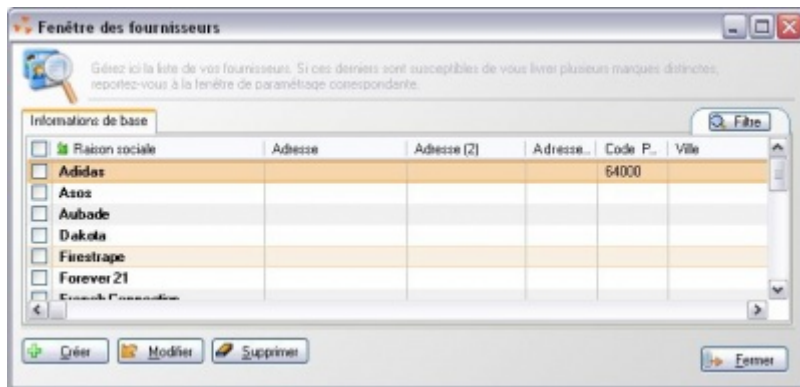 Fenêtre des fournisseurs
Gérez ici la liste de vos fournisseurs. Si ces derniers sont susceptibles de vous livrer plusieurs marques distinctes,
reportez-vous à la fenêtre de paramétrage correspondante.
Informations de base
Filtre
Raison sociale Adresse Adresse (2) Adresse... Code P... Ville
Adidas 64000
Asos
Aubade
Dakota
Firestrape
Forever 21
French Connection
Créer Modifier Supprimer Fermer